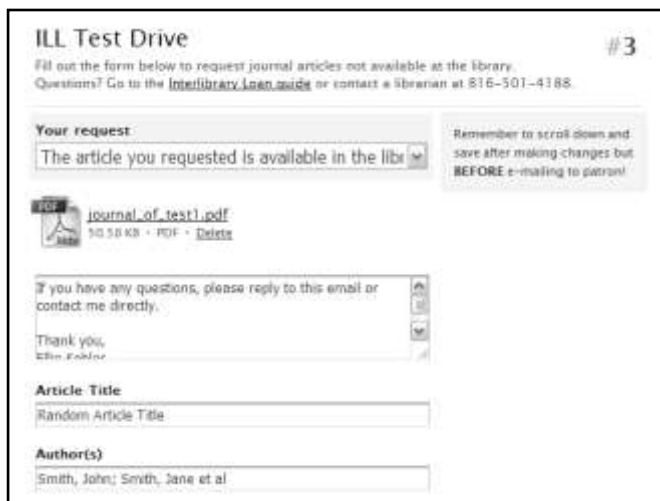 ILL Test Drive
#3
Fill out the form below to request journal articles not available at the library.
Questions? Go to the Interlibrary Loan guide or contact a librarian at 816-501-4188.
Your request
The article you requested is available in the libr
Remember to scroll down and
save after making changes but
BEFORE e-mailing to patron!
PDF
journal_of_test1.pdf
50.58 KB • PDF • Delete
If you have any questions, please reply to this email or
contact me directly.
Thank you,
Article Title
Random Article Title
Author(s)
Smith, John; Smith, Jane et al